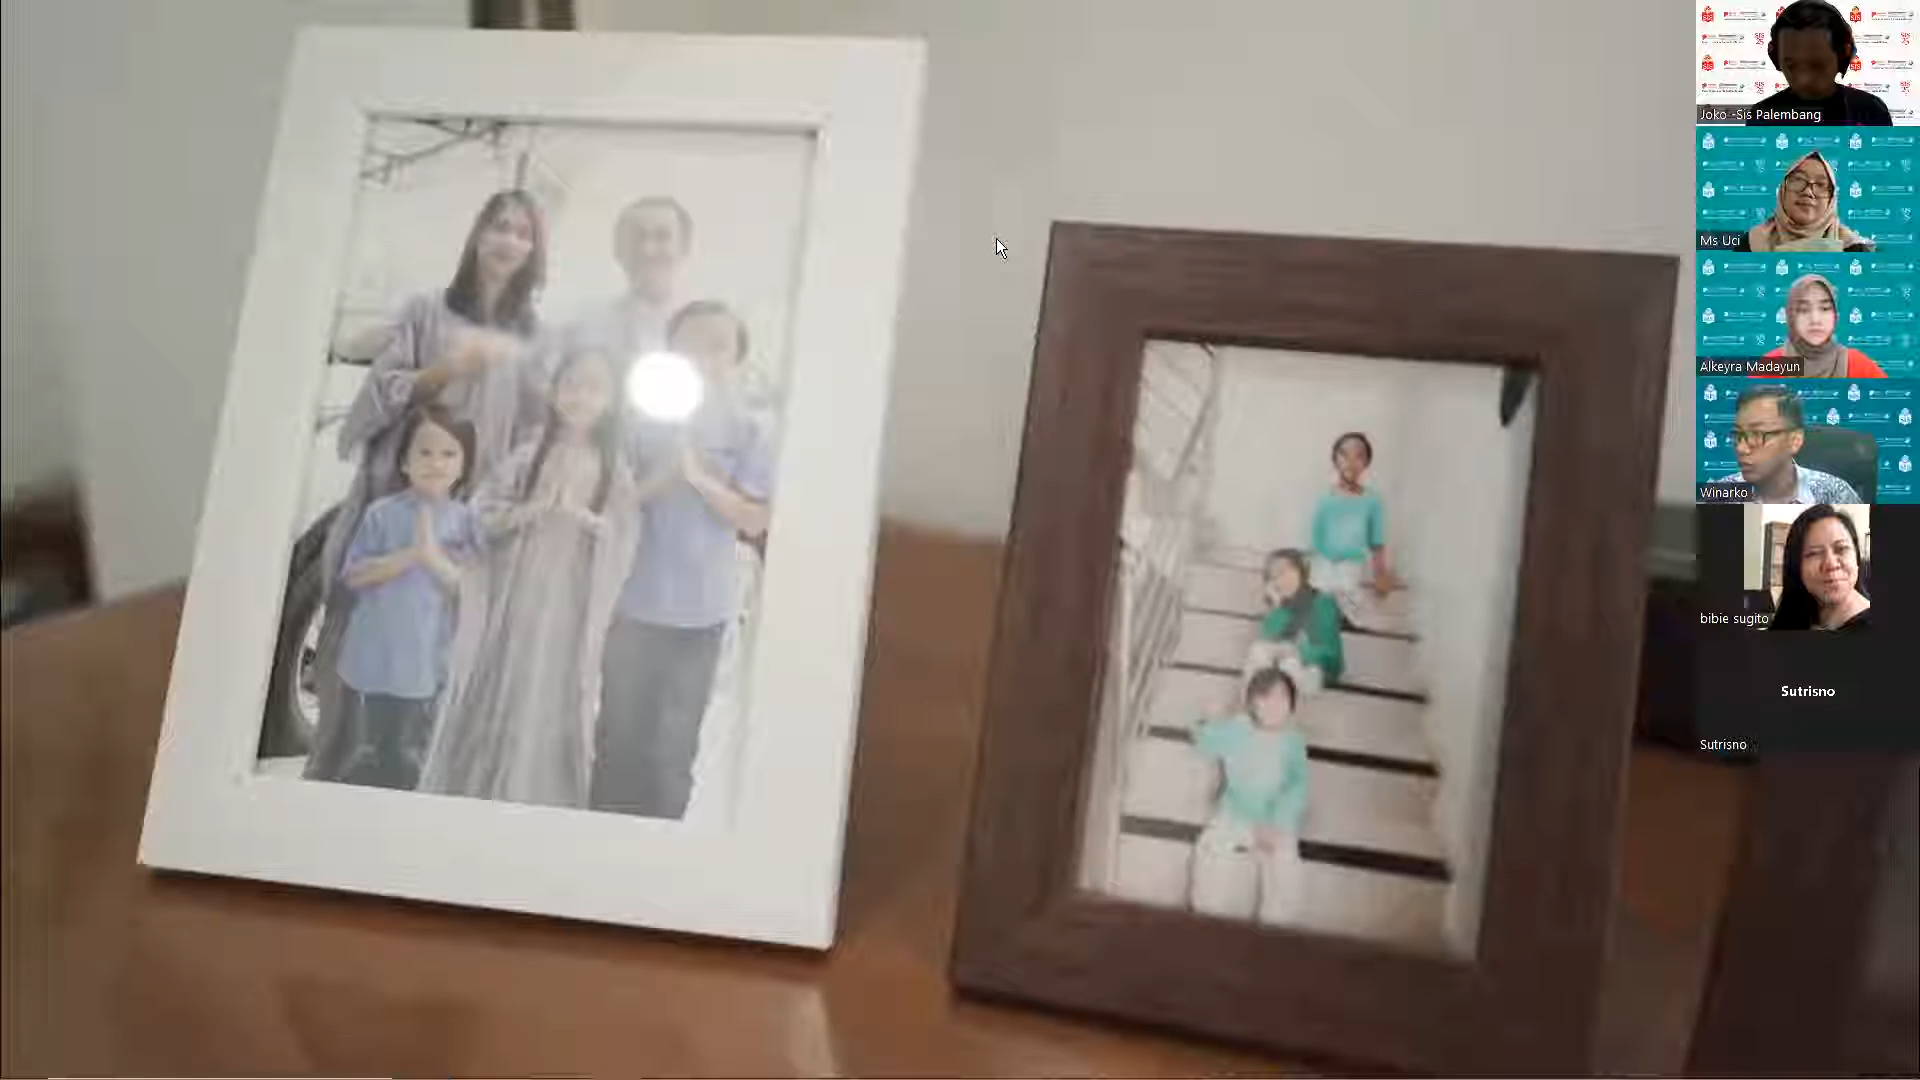 Joko -Sis Palembang
Ms Uci
Alkeyra Madayun
Winarko
bibie sugito
Sutrisno
Sutrisno